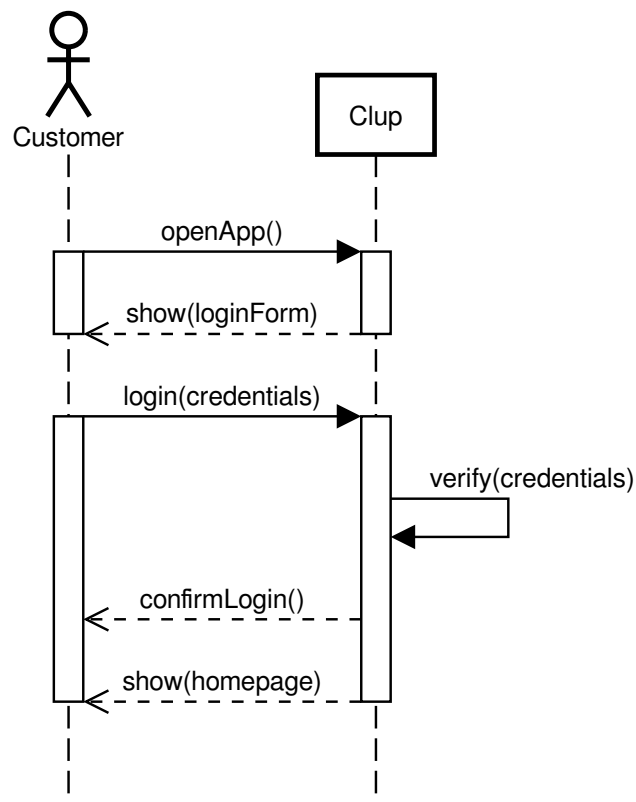 Customer
Clup
openApp()
show(loginForm)
login(credentials)
verify(credentials)
confirmLogin()
show(homepage)